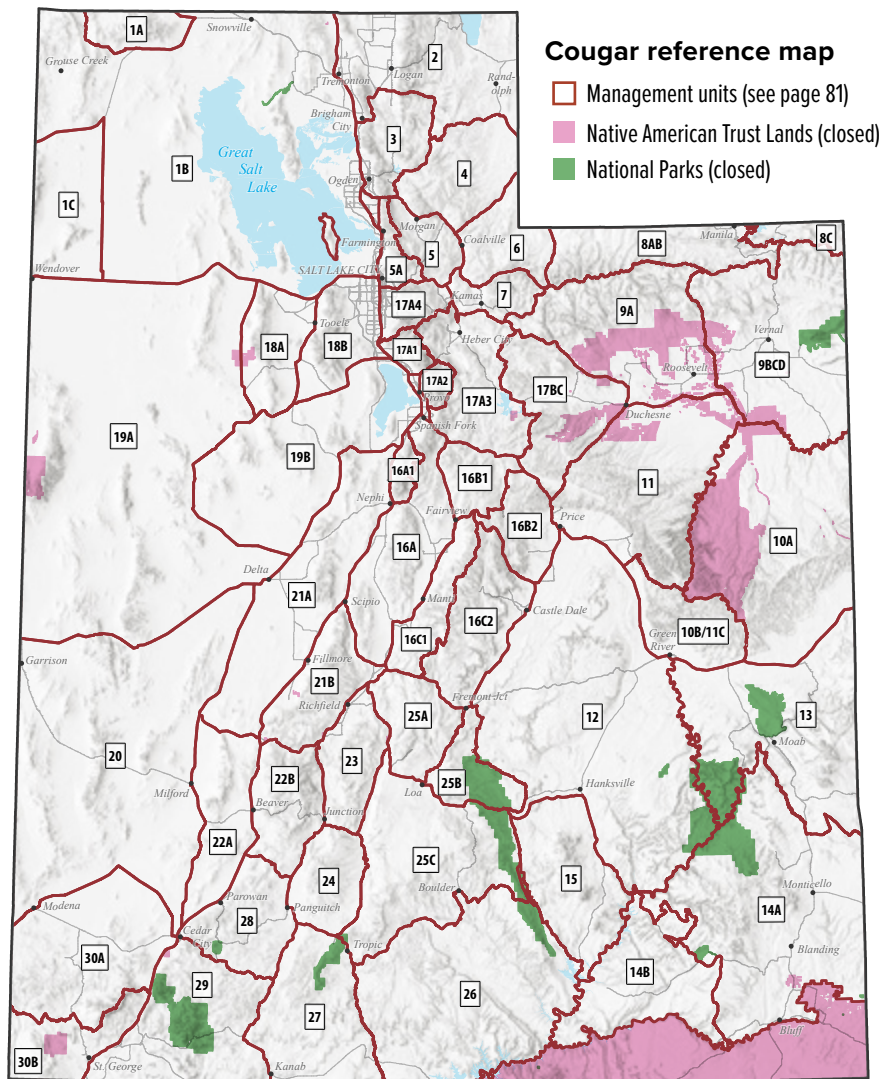 Cougar reference map
Management units (see page 81)
Native American Trust Lands (closed)
National Parks (closed)
1A
Snowville
2
Grouse Creek
Tremonton
Logan
Rand-
olph
Brigham
City
3
1B
Great
Salt
Lake
4
Ogden
1C
Morgan
Farmington
5
Coalville
6
8AB
Manila
8C
Wendover
SALT LAKE CITY
5A
17A4
Kamas
7
9A
Tooele
18A
18B
Heber City
Vernal
17A1
9BCD
Roosevelt
17A2
Provo
17A3
17BC
Duchesne
Spanish Fork
19A
19B
16A1
16B1
11
Nephi
Fairview
16B2
Price
16A
10A
Delta
21A
Scipio
Manti
Castle Dale
16C2
16C1
Green
River
10B/11C
Garrison
Fillmore
21B
Richfield
Fremont Jct
25A
12
13
Moab
20
23
22B
25B
Loa
Hanksville
Milford
Beaver
Junction
22A
25C
24
15
Boulder
Monticello
Modena
Parowan
Panguitch
14A
28
Cedar
City
Tropic
Blanding
30A
14B
29
26
27
Bluff
30B
St. George
Kanab